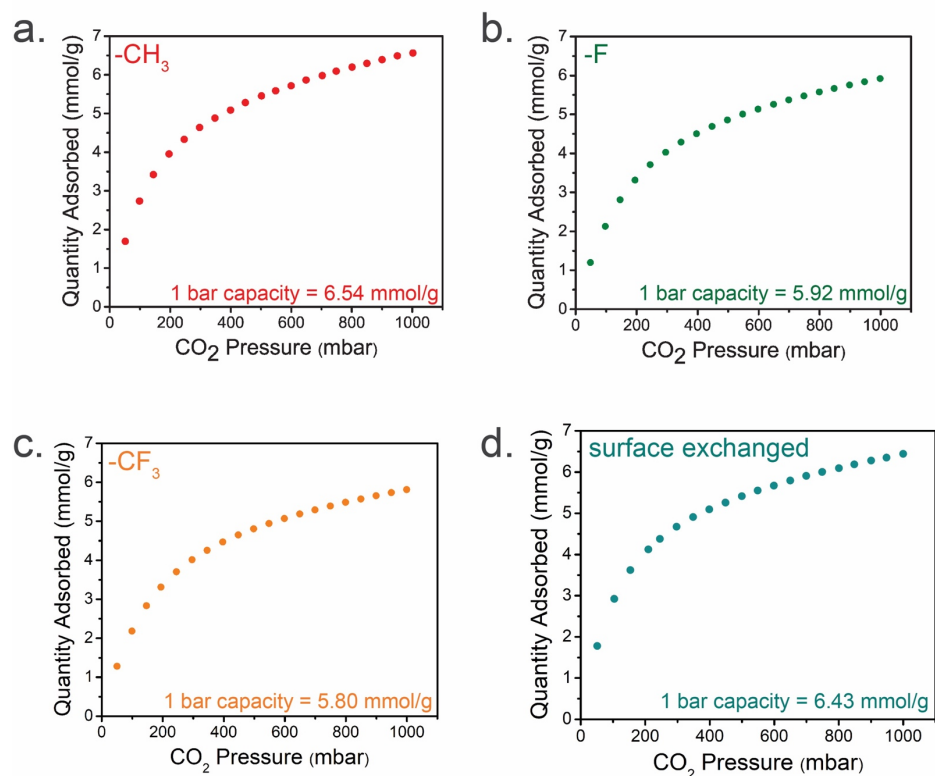 a.
-CH₃
Quantity Adsorbed (mmol/g)
7
6
5
4
3
2
1
0
1 bar capacity = 6.54 mmol/g
0 200 400 600 800 1000
CO₂ Pressure (mbar)
b.
-F
Quantity Adsorbed (mmol/g)
7
6
5
4
3
2
1
0
1 bar capacity = 5.92 mmol/g
0 200 400 600 800 1000
CO₂ Pressure (mbar)
c.
-CF₃
Quantity Adsorbed (mmol/g)
7
6
5
4
3
2
1
0
1 bar capacity = 5.80 mmol/g
0 200 400 600 800 1000
CO₂ Pressure (mbar)
d.
surface exchanged
Quantity Adsorbed (mmol/g)
7
6
5
4
3
2
1
0
1 bar capacity = 6.43 mmol/g
0 200 400 600 800 1000
CO₂ Pressure (mbar)